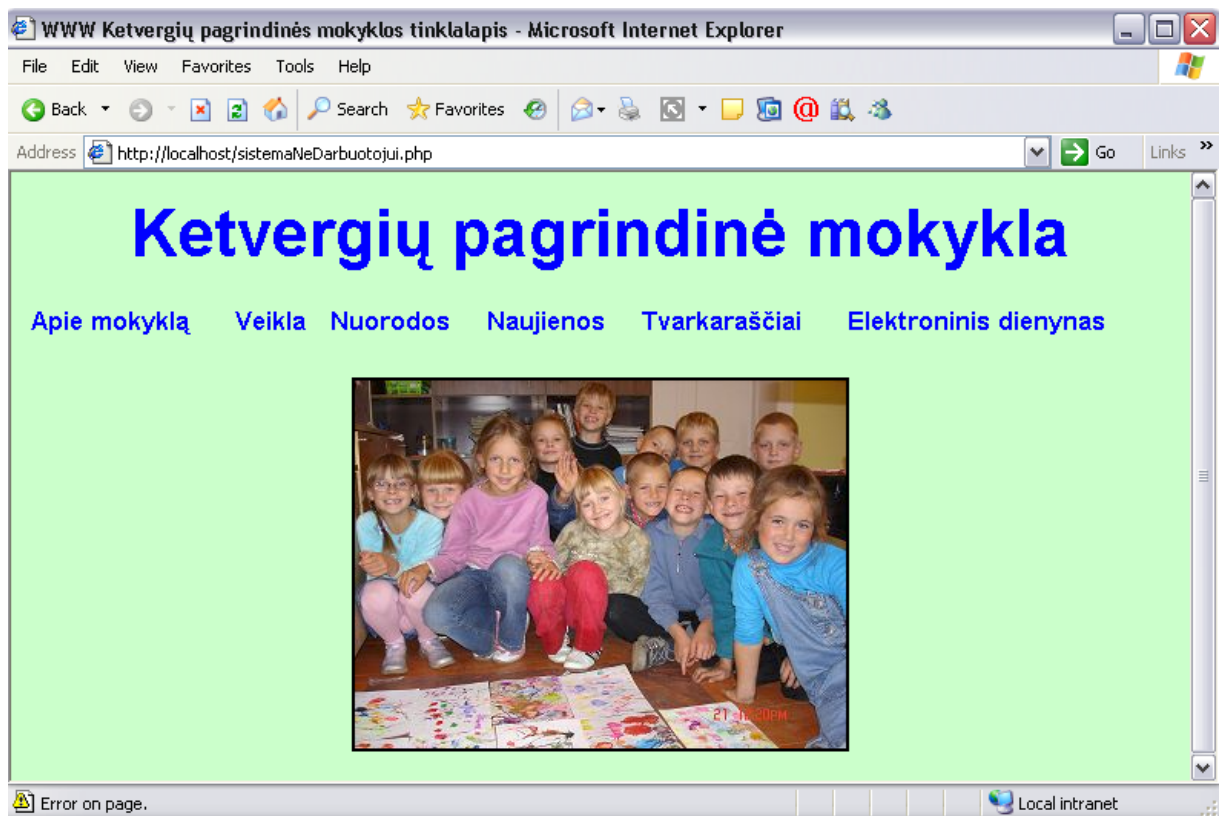 WWW Ketvergių pagrindinės mokyklos tinklalapis - Microsoft Internet Explorer
File Edit View Favorites Tools Help
Back Search Favorites
Address http://localhost/sistemaNeDarbuotojui.php Go Links »
Ketvergių pagrindinė mokykla
Apie mokyklą Veikla Nuorodos Naujienos Tvarkaraščiai Elektroninis dienynas
Error on page. Local intranet